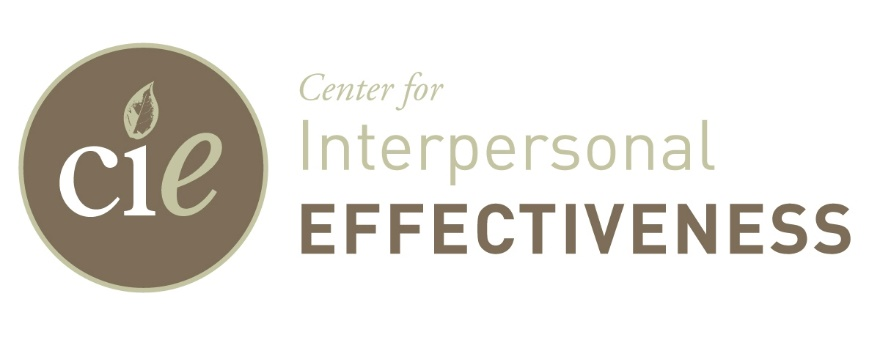 cie
Center for
Interpersonal
EFFECTIVENESS